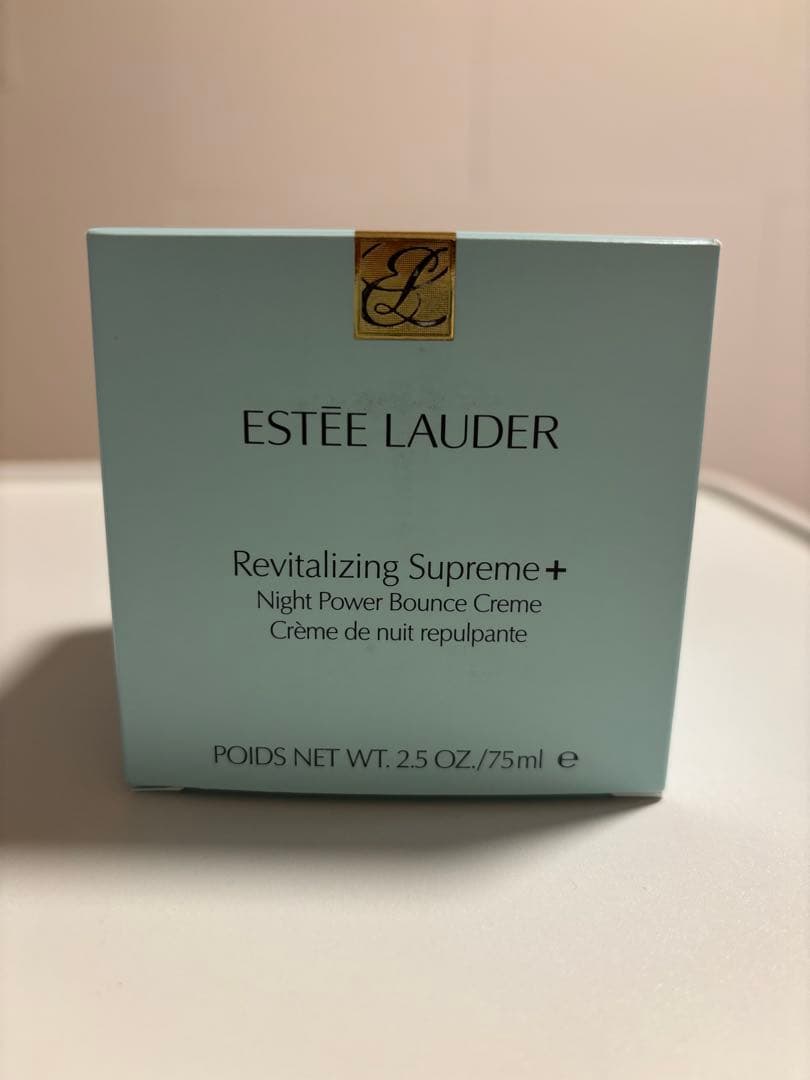 EL
ESTĒE LAUDER
Revitalizing Supreme+
Night Power Bounce Creme
Crème de nuit repulpante
POIDS NET WT. 2.5 OZ./75ml ℮